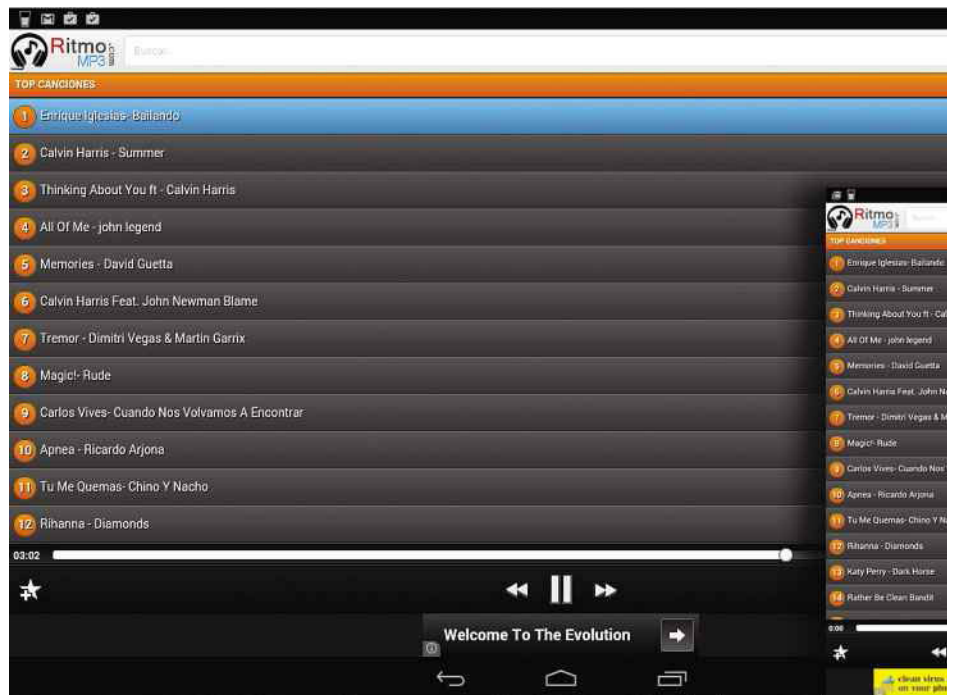 Ritmo
MP3
.COM
Buscar...
TOP CANCIONES
1 Enrique Iglesias- Bailando
2 Calvin Harris - Summer
3 Thinking About You ft - Calvin Harris
4 All Of Me - john legend
5 Memories - David Guetta
6 Calvin Harris Feat. John Newman Blame
7 Tremor - Dimitri Vegas & Martin Garrix
8 Magic!- Rude
9 Carlos Vives- Cuando Nos Volvamos A Encontrar
10 Apnea - Ricardo Arjona
11 Tu Me Quemas- Chino Y Nacho
12 Rihanna - Diamonds
03:02
Welcome To The Evolution
Ritmo
MP3
TOP CANCIONES
1 Enrique Iglesias- Bailando
2 Calvin Harris - Summer
3 Thinking About You ft - Cal
4 All Of Me - john legend
5 Memories - David Guetta
6 Calvin Harris Feat. John N
7 Tremor - Dimitri Vegas & M
8 Magic!- Rude
9 Carlos Vives- Cuando Nos
10 Apnea - Ricardo Arjona
11 Tu Me Quemas- Chino Y N
12 Rihanna - Diamonds
13 Katy Perry - Dark Horse
14 Rather Be Clean Bandit
0:00
clean virus
on your pho